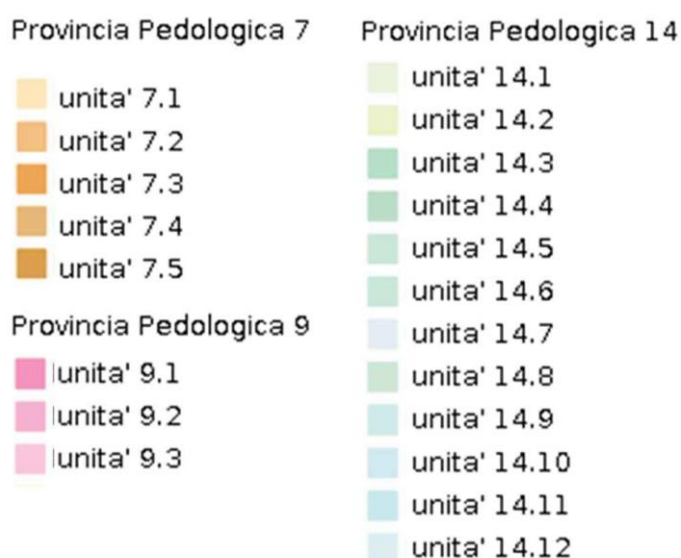 Provincia Pedologica 7
unita' 7.1
unita' 7.2
unita' 7.3
unita' 7.4
unita' 7.5
Provincia Pedologica 9
unita' 9.1
unita' 9.2
unita' 9.3
Provincia Pedologica 14
unita' 14.1
unita' 14.2
unita' 14.3
unita' 14.4
unita' 14.5
unita' 14.6
unita' 14.7
unita' 14.8
unita' 14.9
unita' 14.10
unita' 14.11
unita' 14.12